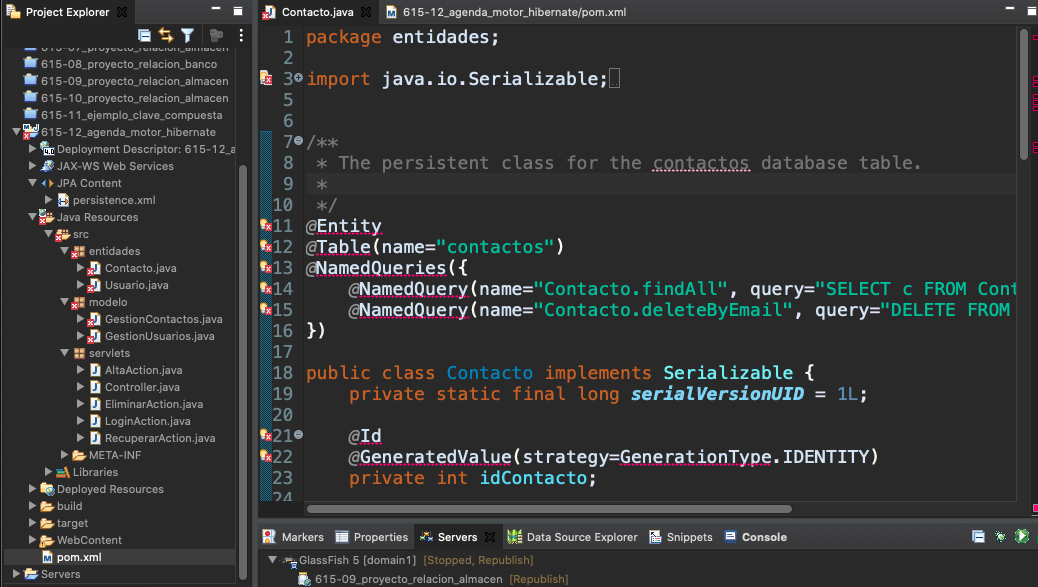 Project Explorer
615-07_proyecto_relacion_almacen
615-08_proyecto_relacion_banco
615-09_proyecto_relacion_almacen
615-10_proyecto_relacion_almacen
615-11_ejemplo_clave_compuesta
615-12_agenda_motor_hibernate
Deployment Descriptor: 615-12_a
JAX-WS Web Services
JPA Content
persistence.xml
Java Resources
src
entidades
Contacto.java
Usuario.java
modelo
GestionContactos.java
GestionUsuarios.java
servlets
AltaAction.java
Controller.java
EliminarAction.java
LoginAction.java
RecuperarAction.java
META-INF
Libraries
Deployed Resources
build
target
WebContent
pom.xml
Servers
Contacto.java 615-12_agenda_motor_hibernate/pom.xml
1 package entidades;
2
3 import java.io.Serializable;
5
6
7 /**
8 * The persistent class for the contactos database table.
9 *
10 */
11 @Entity
12 @Table(name="contactos")
13 @NamedQueries({
14 @NamedQuery(name="Contacto.findAll", query="SELECT c FROM Cont
15 @NamedQuery(name="Contacto.deleteByEmail", query="DELETE FROM
16 })
17
18 public class Contacto implements Serializable {
19 private static final long serialVersionUID = 1L;
20
21 @Id
22 @GeneratedValue(strategy=GenerationType.IDENTITY)
23 private int idContacto;
24
Markers Properties Servers Data Source Explorer Snippets Console
GlassFish 5 [domain1] [Stopped, Republish]
615-09_proyecto_relacion_almacen [Republish]